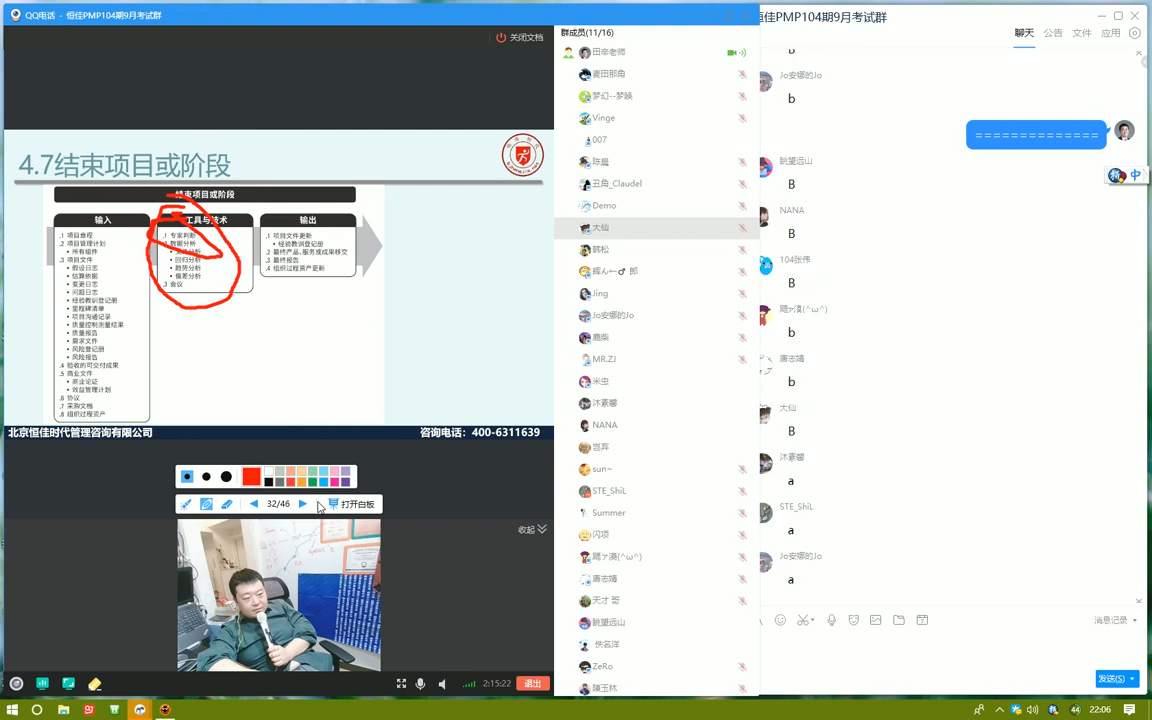 QQ电话 - 恒佳PMP104期9月考试群
关闭文档
4.7结束项目或阶段
结束项目或阶段
输入
.1 项目章程
.2 项目管理计划
• 所有组件
.3 项目文件
• 假设日志
• 估算依据
• 变更日志
• 问题日志
• 经验教训登记册
• 里程碑清单
• 项目沟通记录
• 质量控制测量结果
• 质量报告
• 需求文件
• 风险登记册
• 风险报告
.4 验收的可交付成果
.5 商业文件
• 商业论证
• 效益管理计划
.6 协议
.7 采购文档
.8 组织过程资产
工具与技术
.1 专家判断
.2 数据分析
• 回归分析
• 趋势分析
• 偏差分析
.3 会议
输出
.1 项目文件更新
• 经验教训登记册
.2 最终产品、服务或成果移交
.3 最终报告
.4 组织过程资产更新
北京恒佳时代管理咨询有限公司
咨询电话：400-6311639
32/46
打开白板
收起
2:15:22
退出
群成员(11/16)
田辛老师
麦田那角
梦幻--梦唤
Vinge
007
陈晨
丑角_Claudel
Demo
大仙
韩松
Jing
Jo安娜的Jo
鹿柴
MR.ZJ
米虫
沐素馨
NANA
岂弈
sun~
STE_ShiL
Summer
闪项
唐志婧
天才 哥
眺望远山
佚名洋
ZeRo
陳玉林
恒佳PMP104期9月考试群
聊天
公告
文件
应用
b
Jo安娜的Jo
b
==============
眺望远山
B
中
NANA
B
104张伟
B
b
唐志婧
b
大仙
B
沐素馨
a
STE_ShiL
a
Jo安娜的Jo
a
消息记录
发送(S)
44
22:06